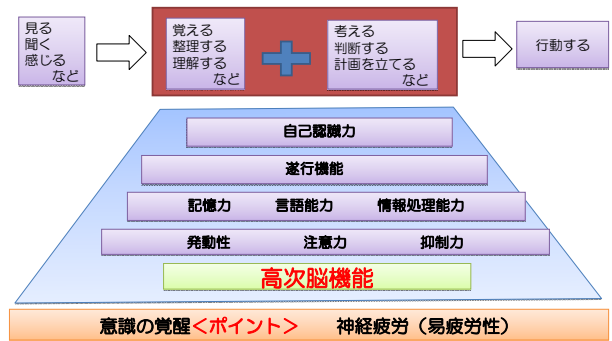 見る
聞く
感じる
など
覚える
整理する
理解する
など
考える
判断する
計画を立てる
など
行動する
自己認識力
遂行機能
記憶力 言語能力 情報処理能力
発動性 注意力 抑制力
高次脳機能
意識の覚醒＜ポイント＞ 神経疲労（易疲労性）